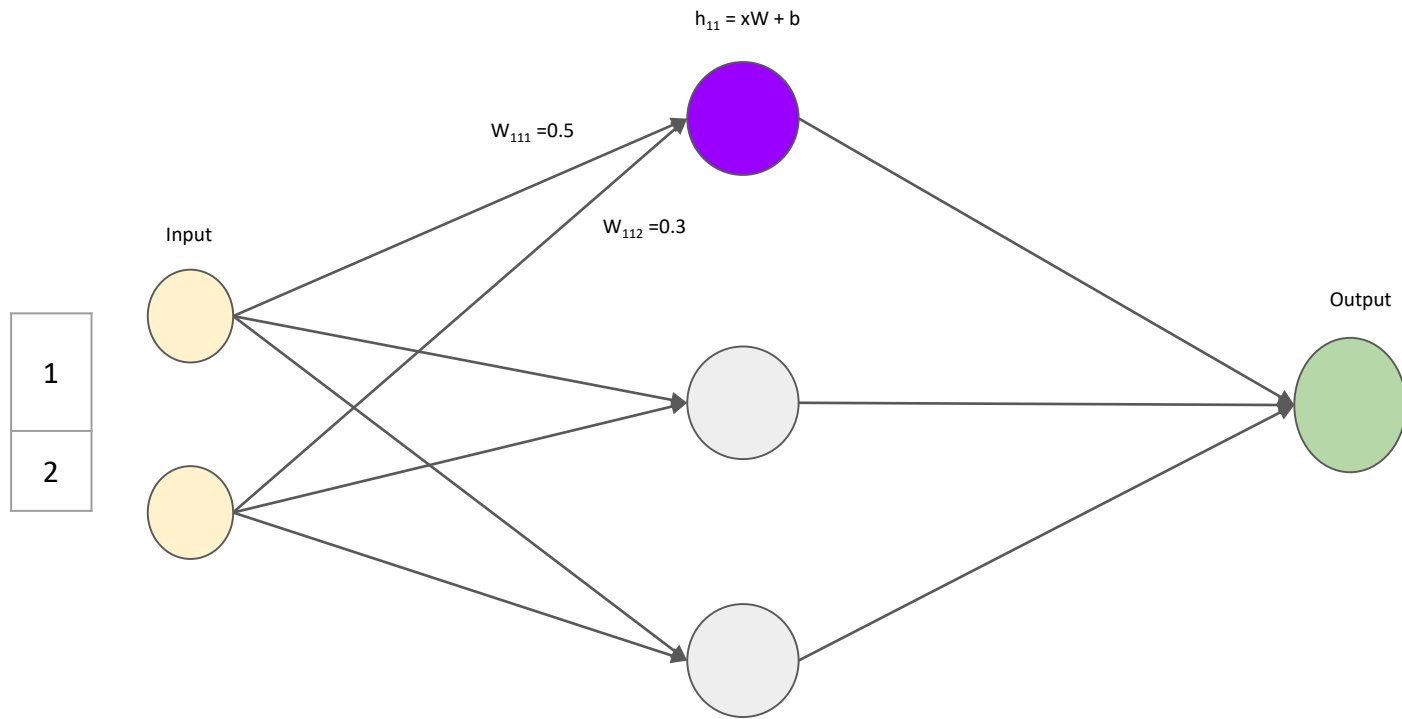 h₁₁ = xW + b
W₁₁₁ =0.5
W₁₁₂ =0.3
Input
Output
1
2